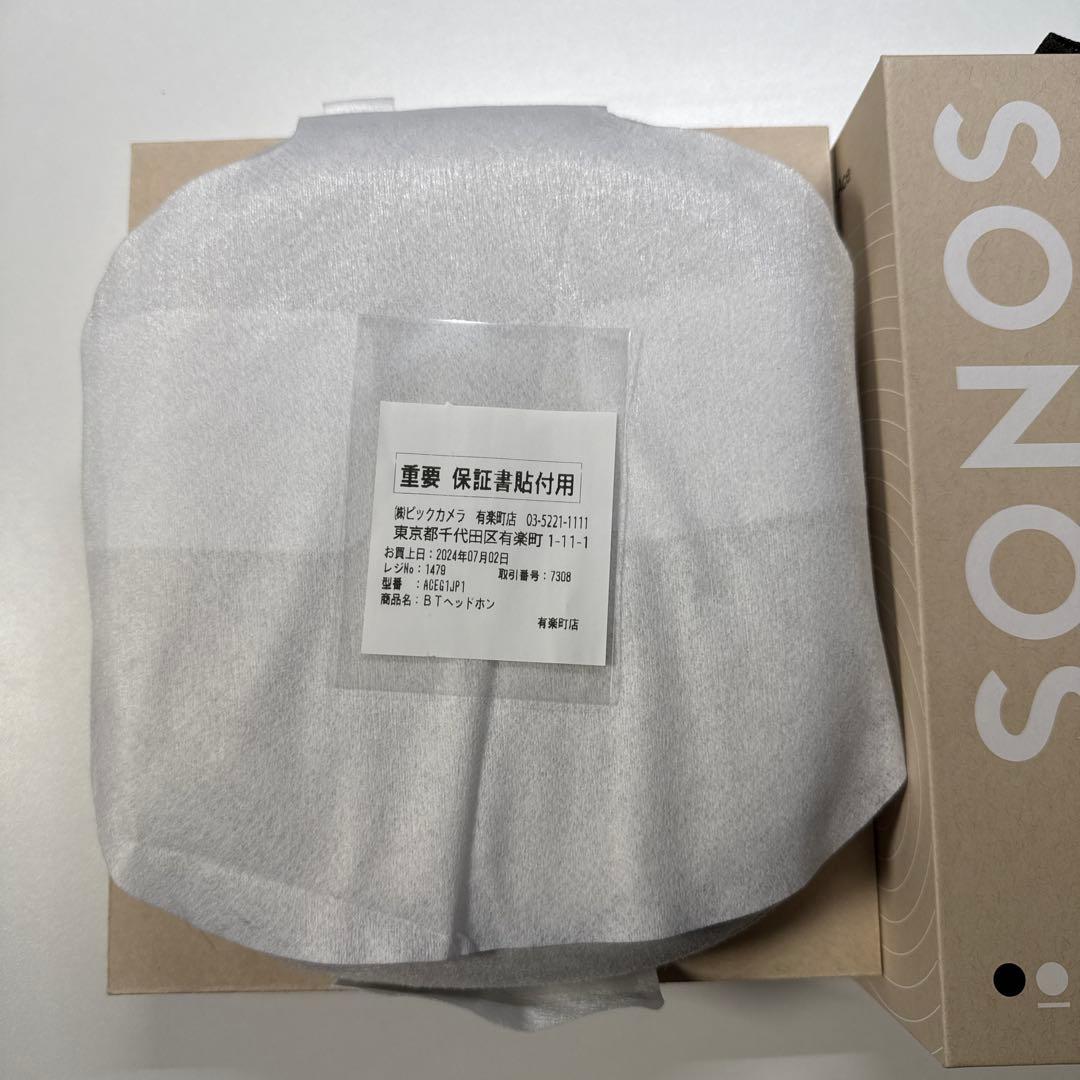 重要 保証書貼付用
㈱ビックカメラ 有楽町店 03-5221-1111
東京都千代田区有楽町 1-11-1
お買上日：2024年07月02日
レジNo：1479 取引番号：7308
型番 ：ACEG1JP1
商品名：ＢＴヘッドホン
有楽町店
Ace
SONOS